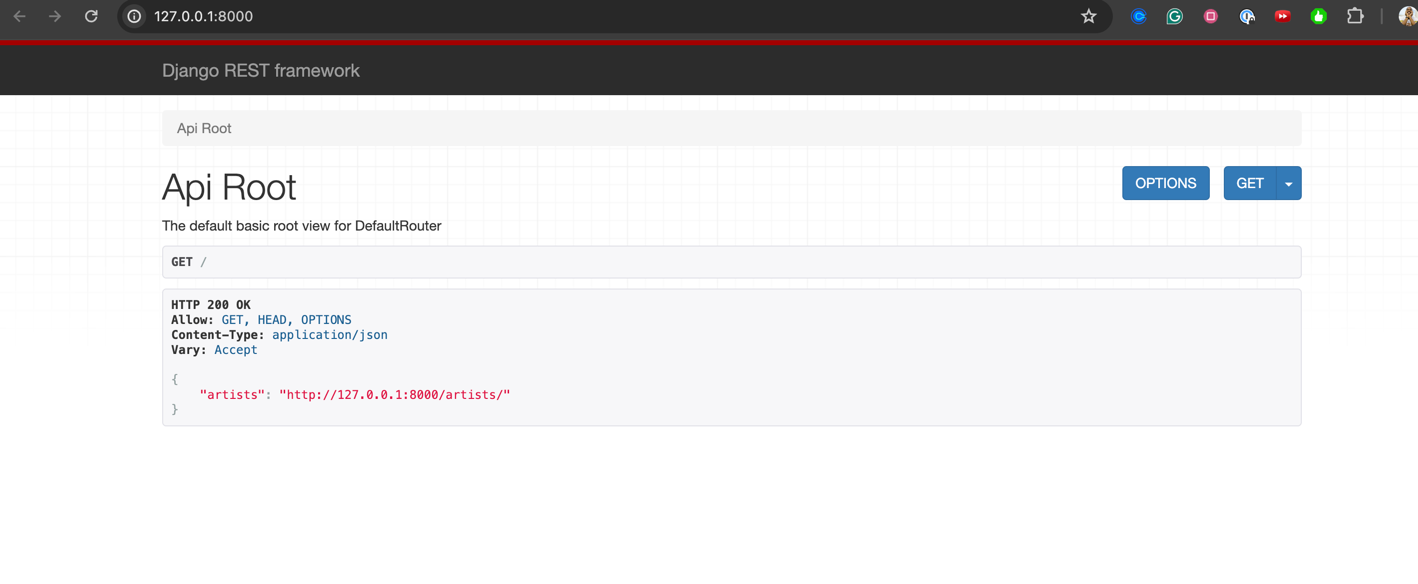 127.0.0.1:8000
Django REST framework
Api Root
Api Root
OPTIONS
GET
The default basic root view for DefaultRouter
GET /
HTTP 200 OK
Allow: GET, HEAD, OPTIONS
Content-Type: application/json
Vary: Accept
{
    "artists": "http://127.0.0.1:8000/artists/"
}